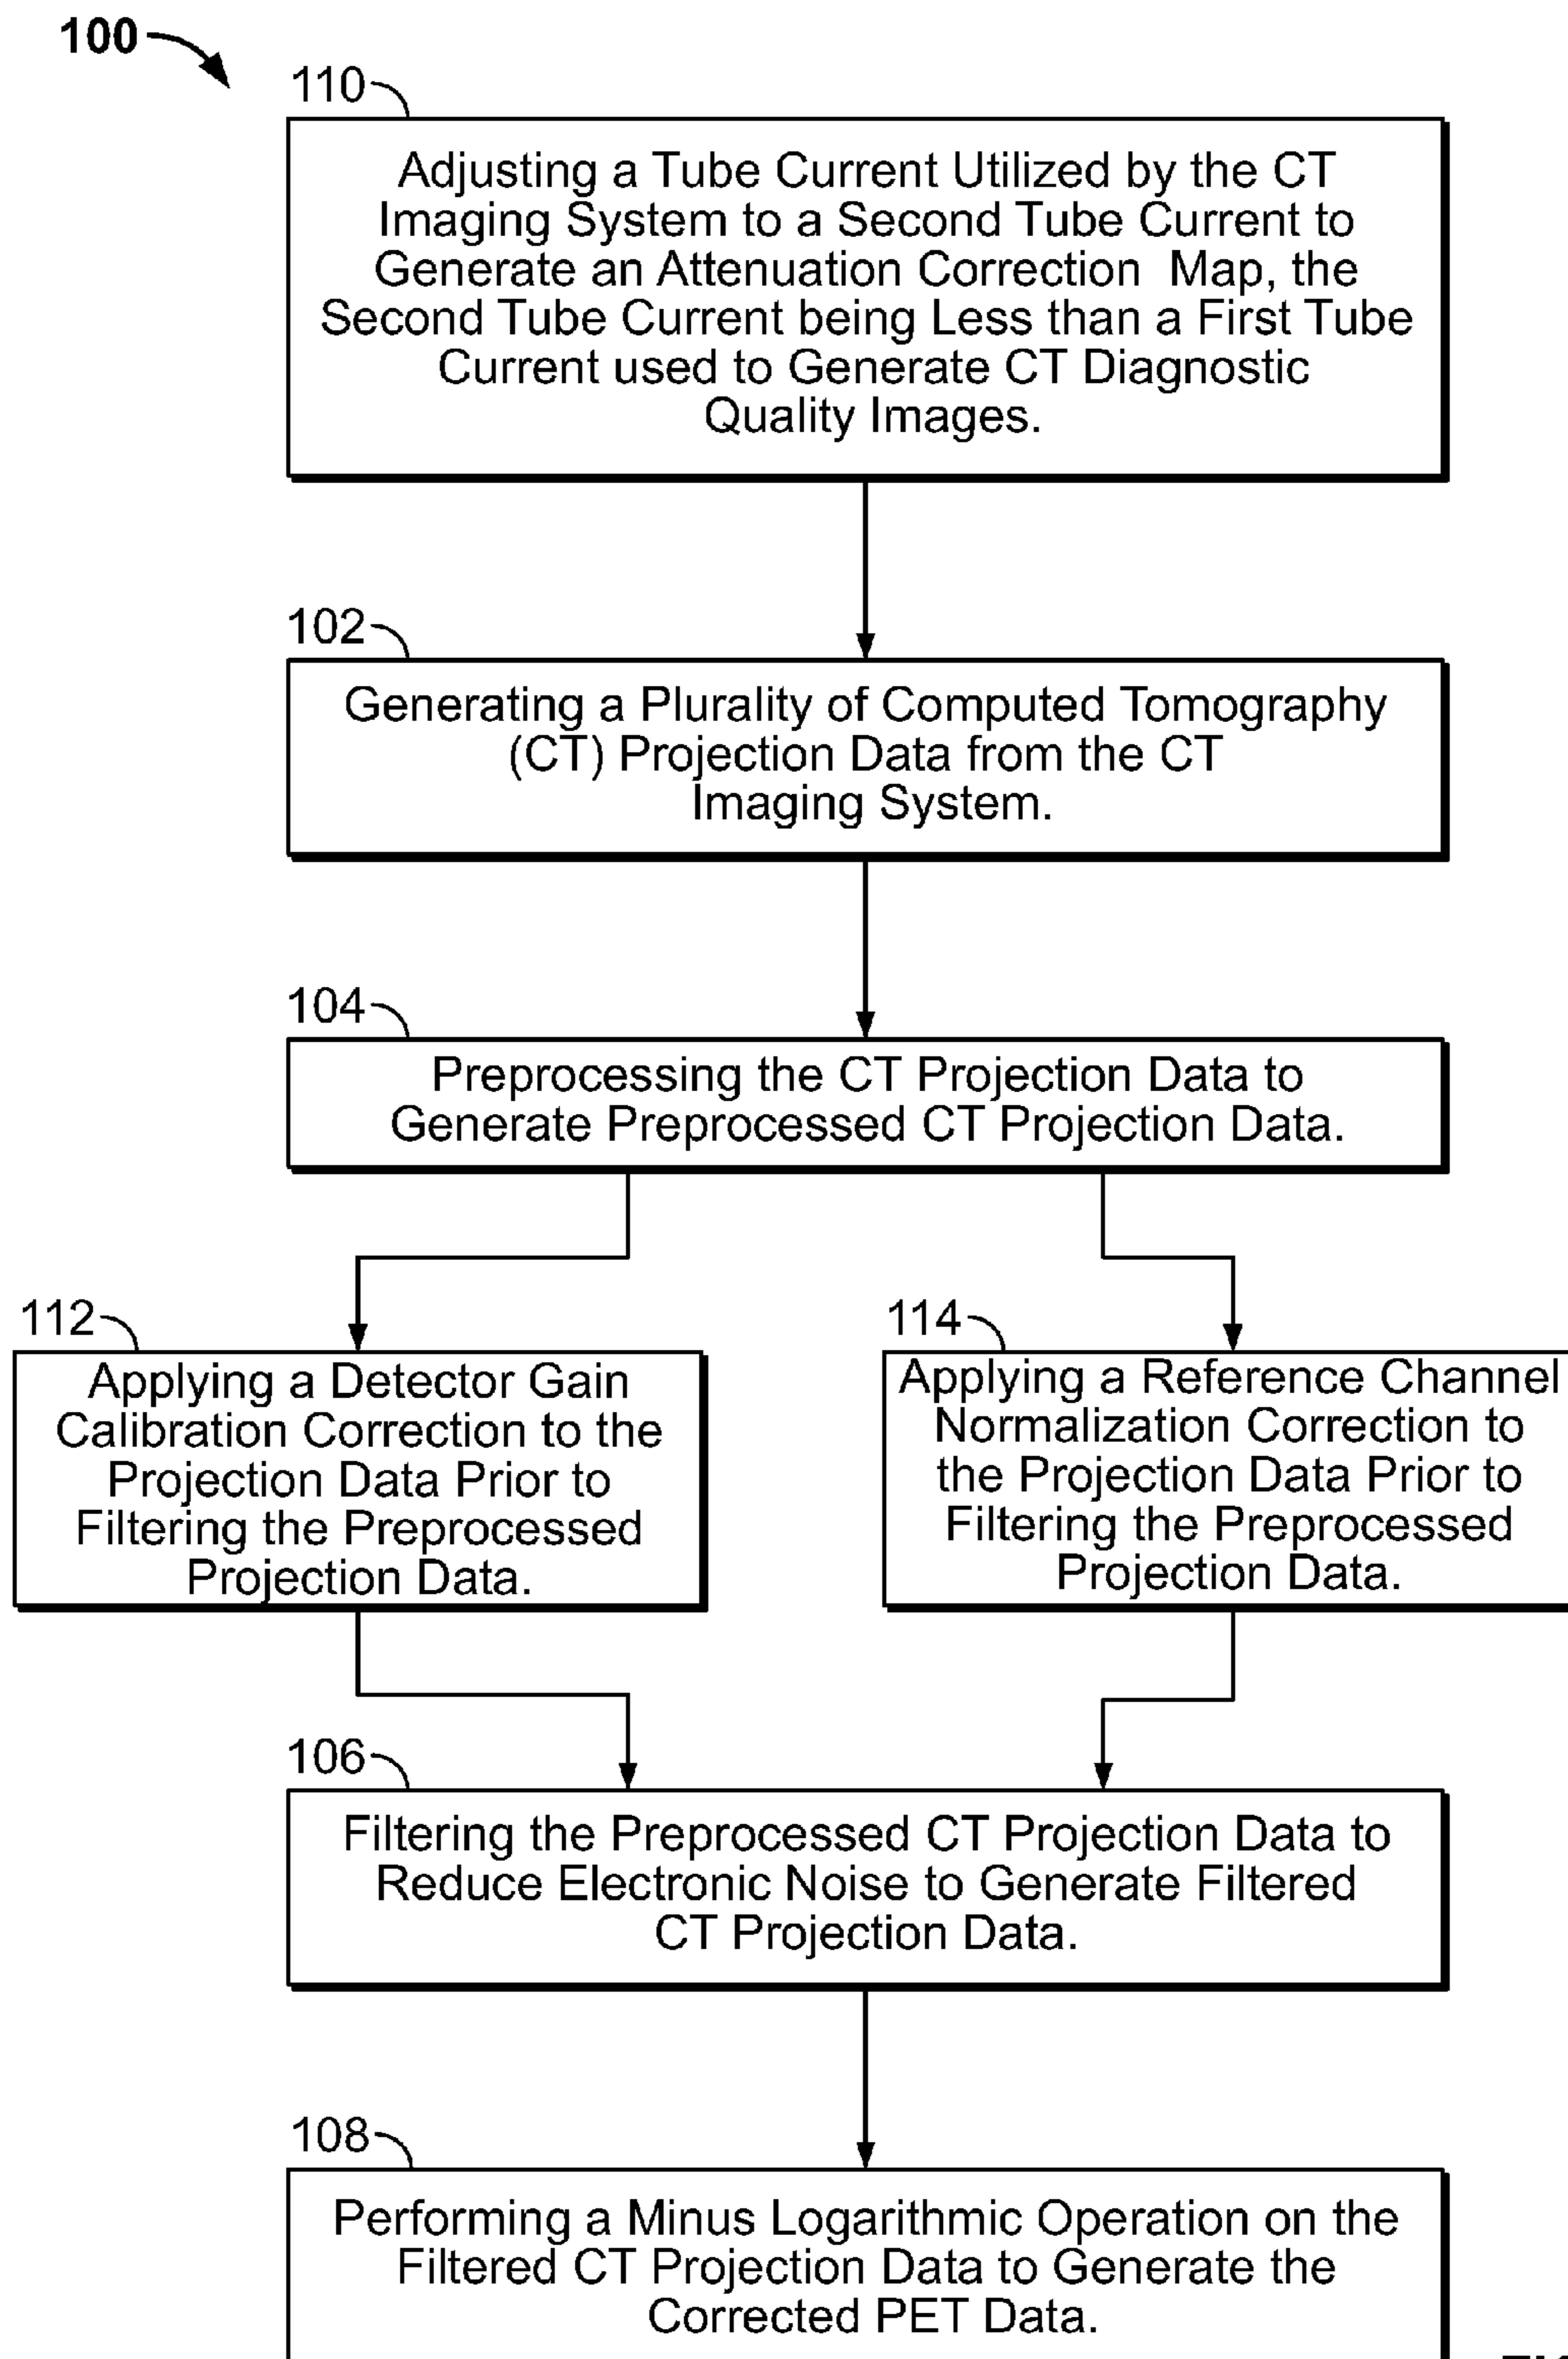 100
110
Adjusting a Tube Current Utilized by the CT
Imaging System to a Second Tube Current to
Generate an Attenuation Correction Map, the
Second Tube Current being Less than a First Tube
Current used to Generate CT Diagnostic
Quality Images.
102
Generating a Plurality of Computed Tomography
(CT) Projection Data from the CT
Imaging System.
104
Preprocessing the CT Projection Data to
Generate Preprocessed CT Projection Data.
112
Applying a Detector Gain
Calibration Correction to the
Projection Data Prior to
Filtering the Preprocessed
Projection Data.
114
Applying a Reference Channel
Normalization Correction to
the Projection Data Prior to
Filtering the Preprocessed
Projection Data.
106
Filtering the Preprocessed CT Projection Data to
Reduce Electronic Noise to Generate Filtered
CT Projection Data.
108
Performing a Minus Logarithmic Operation on the
Filtered CT Projection Data to Generate the
Corrected PET Data.